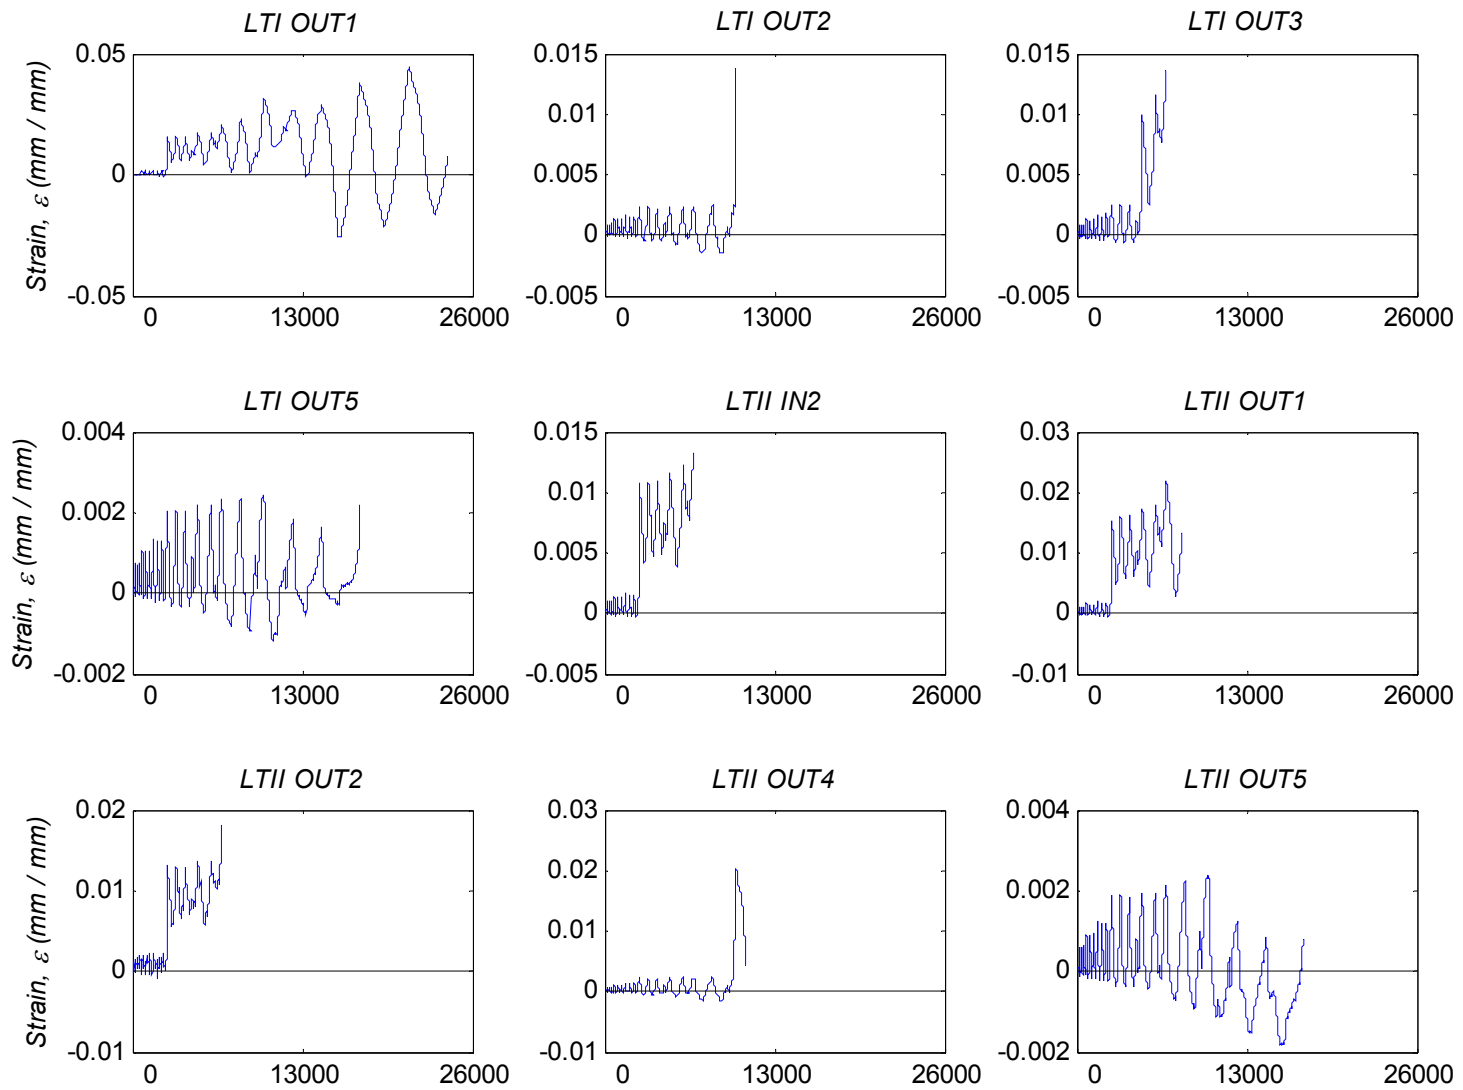 LTI OUT1
LTI OUT2
LTI OUT3
Strain, ε (mm / mm)
0.05
0
-0.05
0 13000 26000
0.015
0.01
0.005
0
-0.005
0 13000 26000
0.015
0.01
0.005
0
-0.005
0 13000 26000
LTI OUT5
LTII IN2
LTII OUT1
Strain, ε (mm / mm)
0.004
0.002
0
-0.002
0 13000 26000
0.015
0.01
0.005
0
-0.005
0 13000 26000
0.03
0.02
0.01
0
-0.01
0 13000 26000
LTII OUT2
LTII OUT4
LTII OUT5
Strain, ε (mm / mm)
0.02
0.01
0
-0.01
0 13000 26000
0.03
0.02
0.01
0
-0.01
0 13000 26000
0.004
0.002
0
-0.002
0 13000 26000